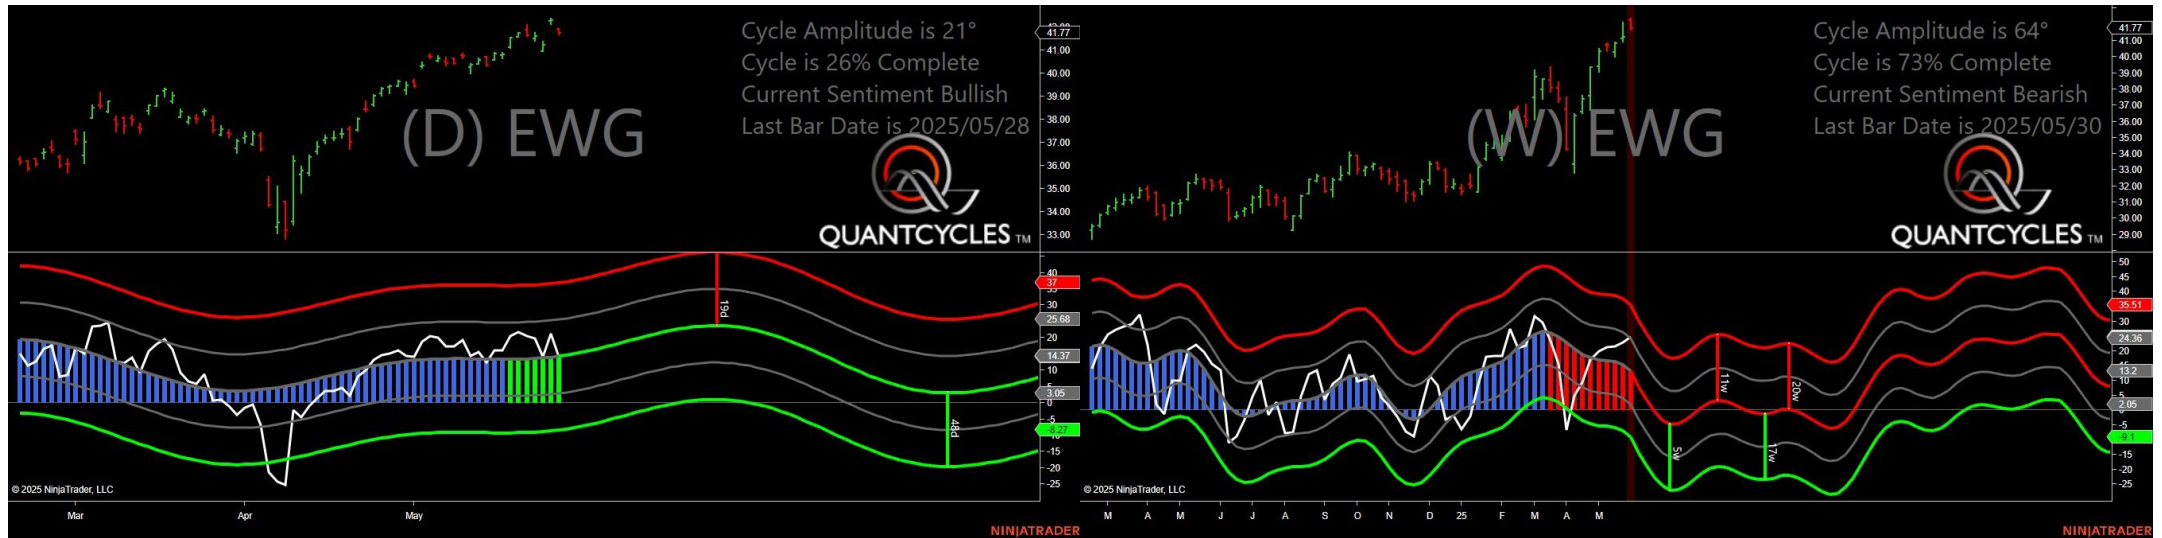 Cycle Amplitude is 21°
Cycle is 26% Complete
Current Sentiment Bullish
Last Bar Date is 2025/05/28
(D) EWG
QUANTCYCLES TM
41.77
41.00
40.00
39.00
38.00
37.00
36.00
35.00
34.00
33.00
40
37
30
25.68
20
14.37
10
3.05
0
-5
-8.27
-15
-20
-25
19d
48d
© 2025 NinjaTrader, LLC
Mar
Apr
May
NINJATRADER
Cycle Amplitude is 64°
Cycle is 73% Complete
Current Sentiment Bearish
Last Bar Date is 2025/05/30
(W) EWG
QUANTCYCLES TM
41.77
41.00
40.00
39.00
38.00
37.00
36.00
35.00
34.00
33.00
32.00
31.00
30.00
29.00
50
40
35.51
30
24.36
20
13.2
10
2.05
-5
-9.1
-15
-20
-25
11w
20w
5w
17w
© 2025 NinjaTrader, LLC
M A M J J A S O N D 25 F M A M
NINJATRADER